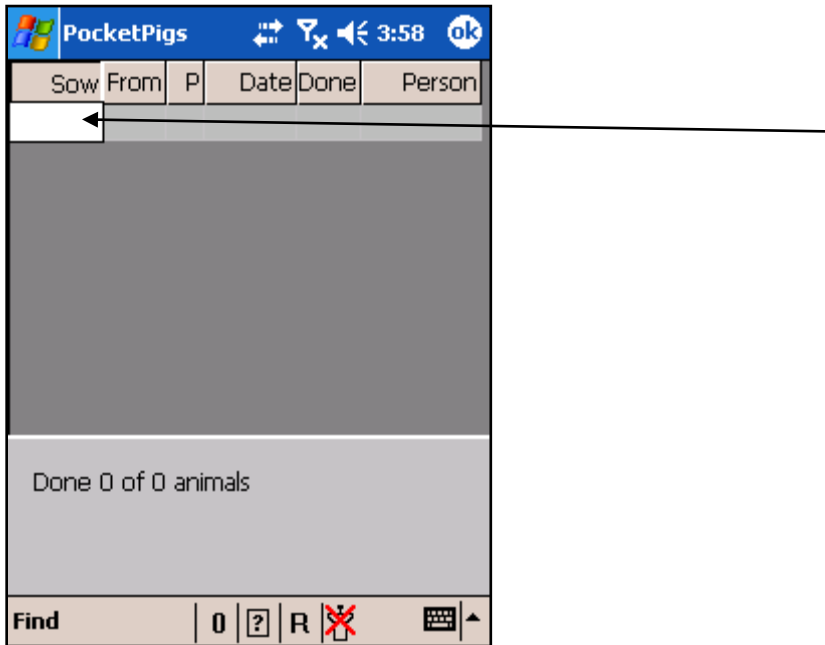 PocketPigs 3:58 ok
Sow From P Date Done Person
Done 0 of 0 animals
Find 0 ? R